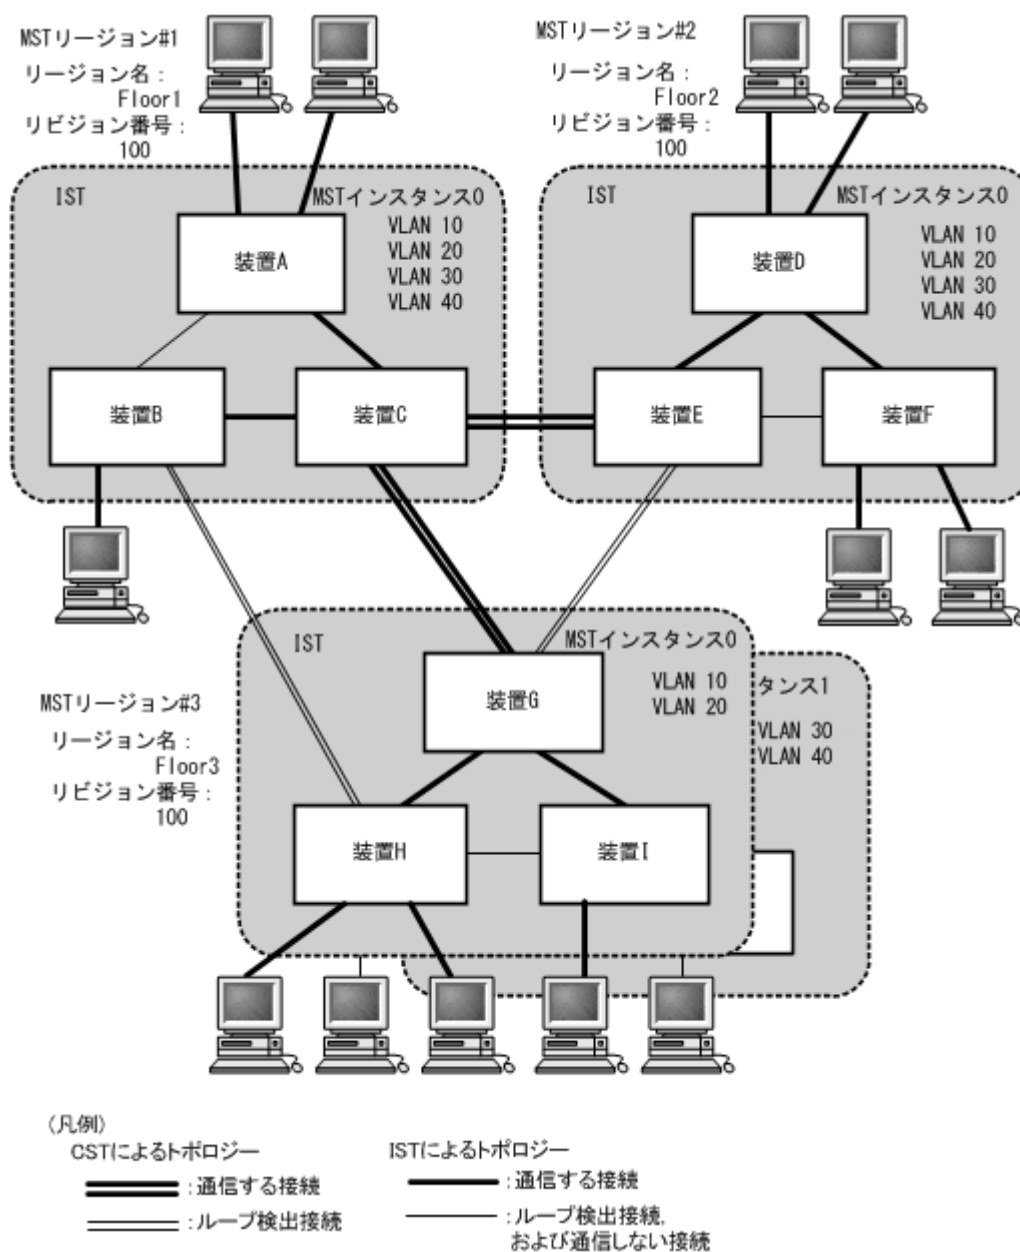 MSTリージョン#1
リージョン名：
Floor1
リビジョン番号：
100
MSTリージョン#2
リージョン名：
Floor2
リビジョン番号：
100
IST
MSTインスタンス0
VLAN 10
VLAN 20
VLAN 30
VLAN 40
装置A
装置B
装置C
IST
MSTインスタンス0
VLAN 10
VLAN 20
VLAN 30
VLAN 40
装置D
装置E
装置F
MSTリージョン#3
リージョン名：
Floor3
リビジョン番号：
100
IST
MSTインスタンス0
VLAN 10
VLAN 20
タンス1
VLAN 30
VLAN 40
装置G
装置H
装置I
(凡例)
CSTによるトポロジー
：通信する接続
：ループ検出接続
ISTによるトポロジー
：通信する接続
：ループ検出接続,
および通信しない接続